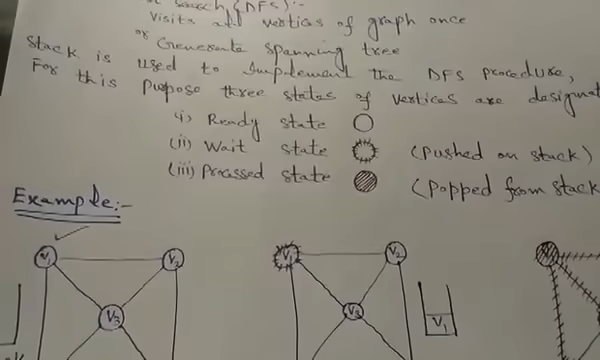 Search (DFS):-
Visits all vertices of graph once
or Generate spanning tree
Stack is used to implement the DFS procedure,
For this purpose three states of vertices are
(i) Ready state
(ii) Wait state (pushed on stack)
(iii) Processed state (popped from stack
Example:-
V1 V2 V1 V2
V3 V3 V1